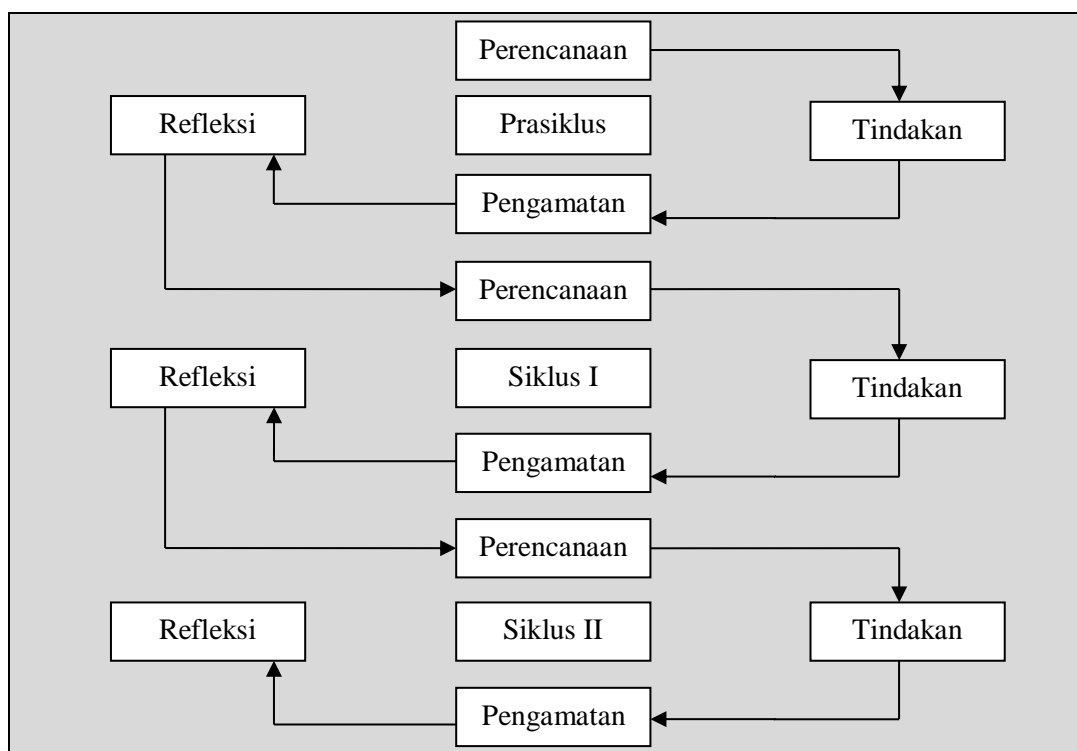 Perencanaan
Refleksi
Prasiklus
Tindakan
Pengamatan
Perencanaan
Refleksi
Siklus I
Tindakan
Pengamatan
Perencanaan
Refleksi
Siklus II
Tindakan
Pengamatan